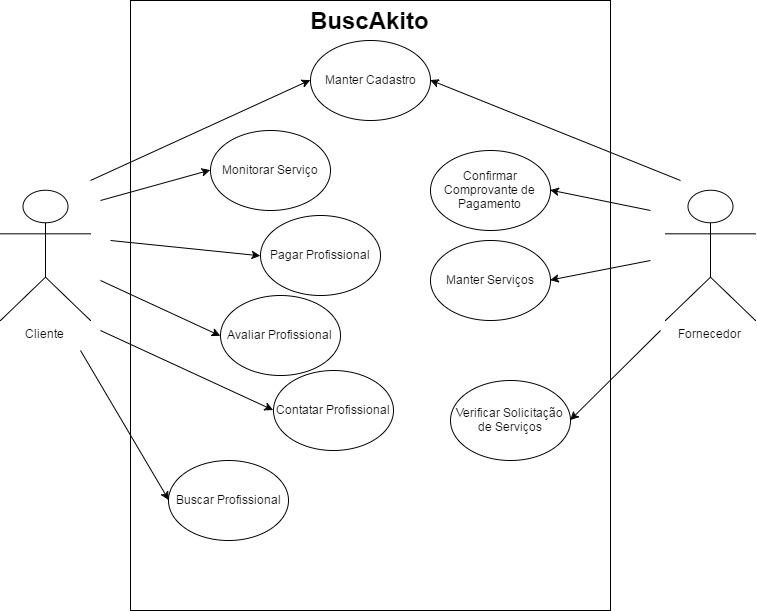 BuscAkito
Manter Cadastro
Monitorar Serviço
Confirmar
Comprovante de
Pagamento
Pagar Profissional
Manter Serviços
Avaliar Profissional
Cliente
Fornecedor
Contatar Profissional
Verificar Solicitação
de Serviços
Buscar Profissional